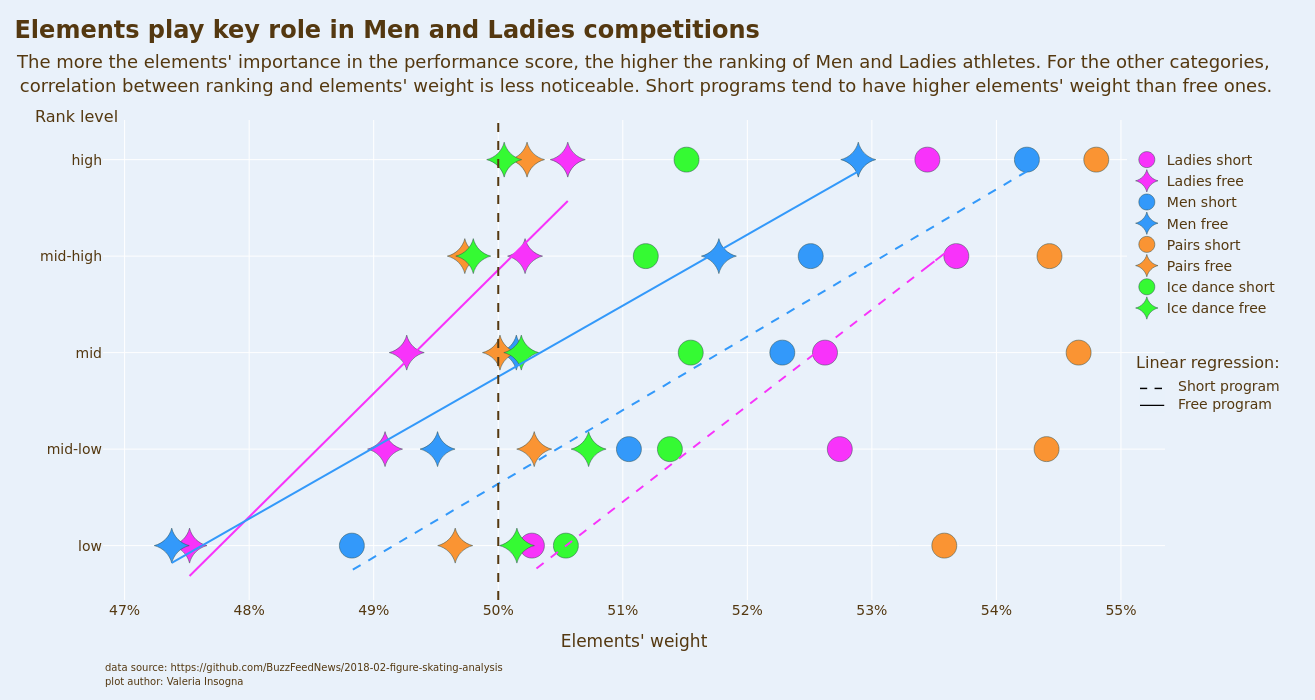 Elements play key role in Men and Ladies competitions
The more the elements' importance in the performance score, the higher the ranking of Men and Ladies athletes. For the other categories,
correlation between ranking and elements' weight is less noticeable. Short programs tend to have higher elements' weight than free ones.
Rank level
high
mid-high
mid
mid-low
low
47%
48%
49%
50%
51%
52%
53%
54%
55%
Elements' weight
Ladies short
Ladies free
Men short
Men free
Pairs short
Pairs free
Ice dance short
Ice dance free
Linear regression:
Short program
Free program
data source: https://github.com/BuzzFeedNews/2018-02-figure-skating-analysis
plot author: Valeria Insogna